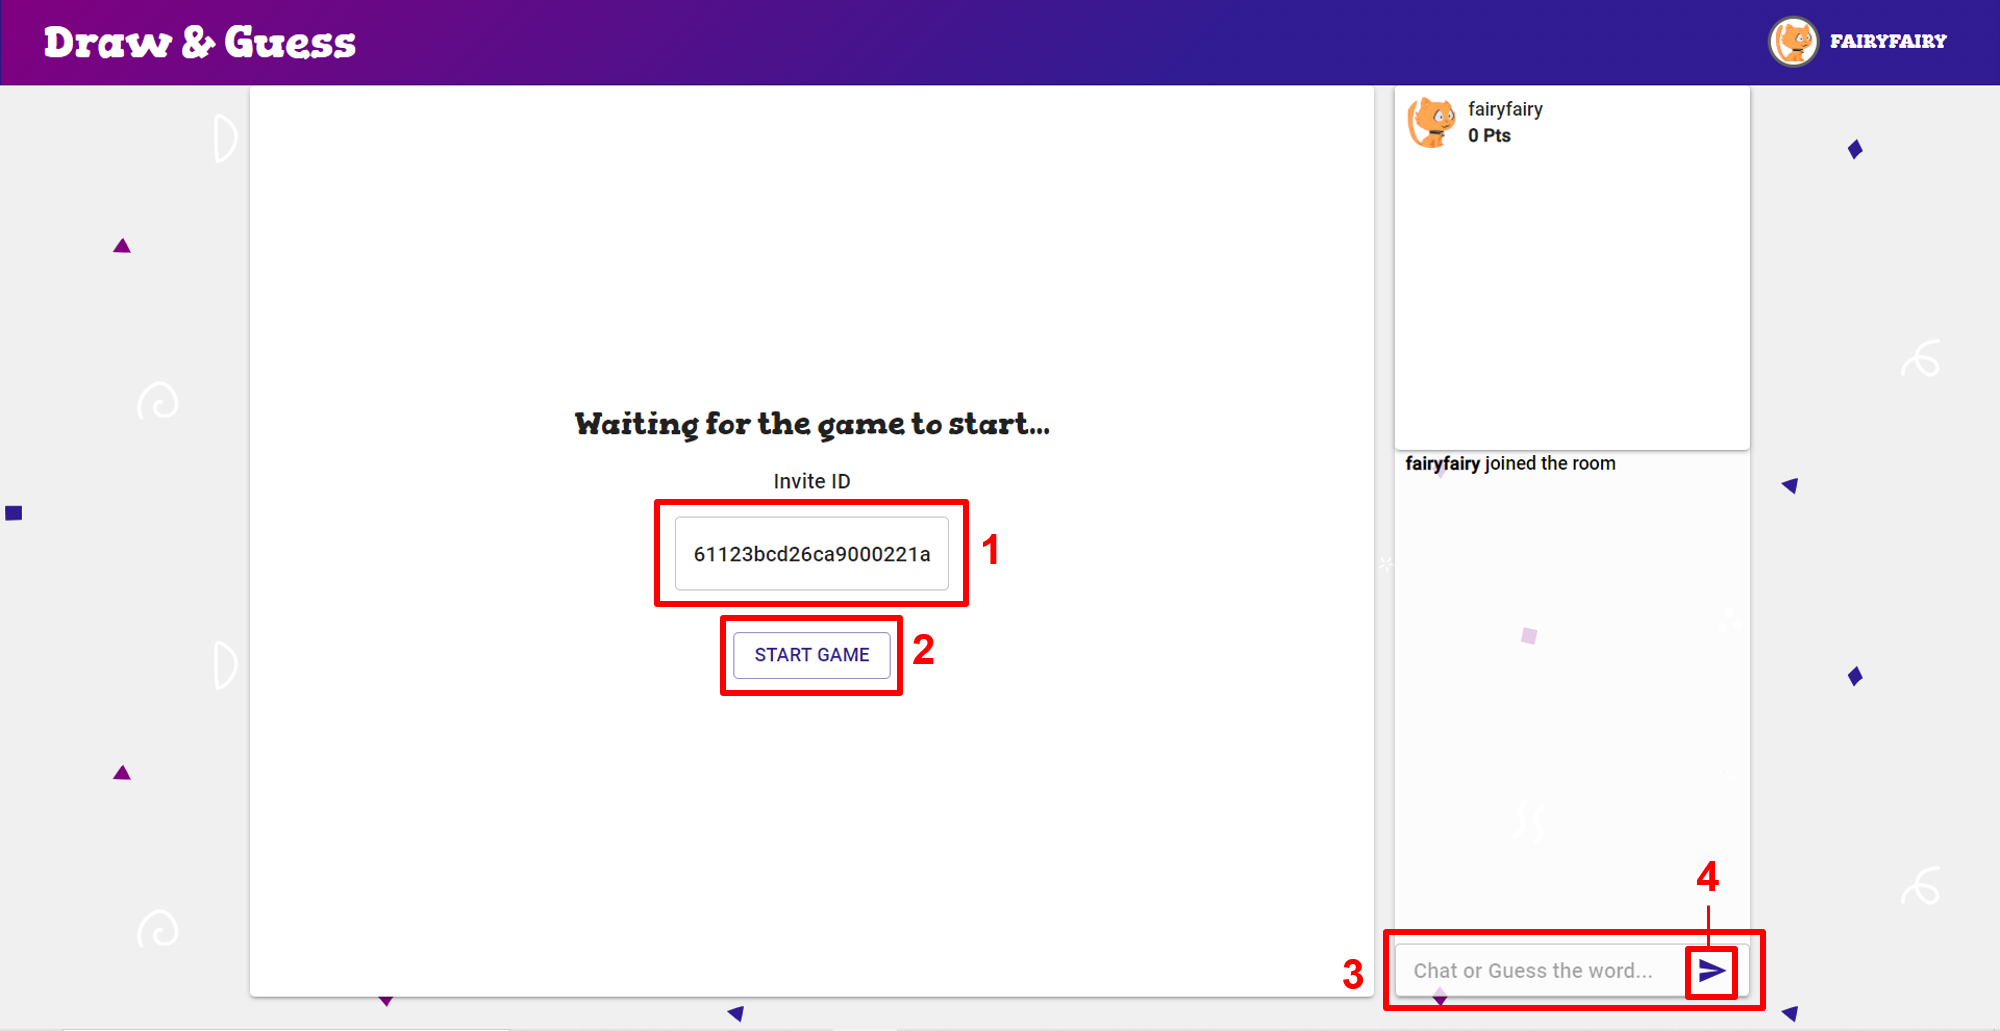 Draw & Guess
FAIRYFAIRY
fairyfairy
0 Pts
Waiting for the game to start...
Invite ID
61123bcd26ca9000221a
1
START GAME
2
fairyfairy joined the room
4
3
Chat or Guess the word...